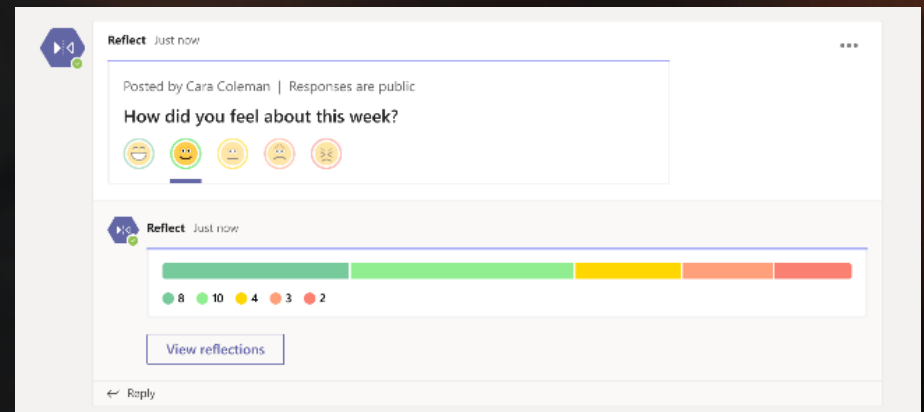 Reflect Just now
Posted by Cara Coleman | Responses are public
How did you feel about this week?
Reflect Just now
8 10 4 3 2
View reflections
Reply